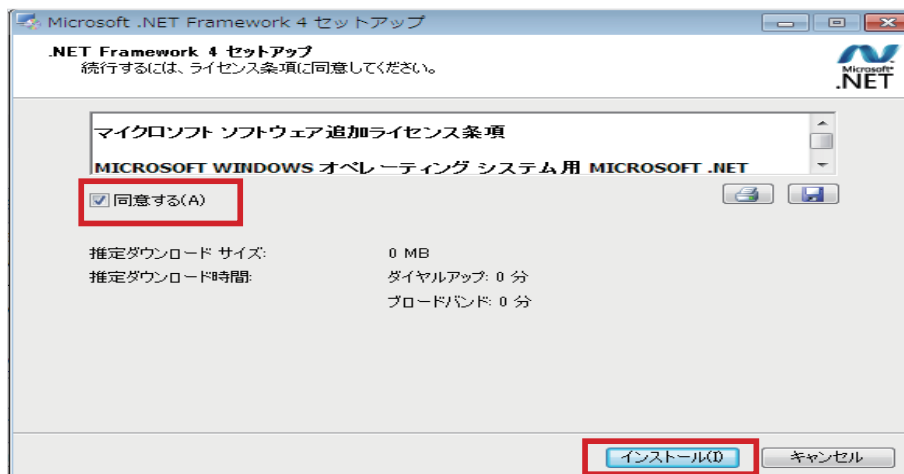 Microsoft .NET Framework 4 セットアップ
.NET Framework 4 セットアップ
続行するには、ライセンス条項に同意してください。
Microsoft
.NET
マイクロソフト ソフトウェア追加ライセンス条項
MICROSOFT WINDOWS オペレーティング システム用 MICROSOFT .NET
同意する(A)
推定ダウンロード サイズ: 0 MB
推定ダウンロード時間: ダイヤルアップ: 0 分
ブロードバンド: 0 分
インストール(I) キャンセル